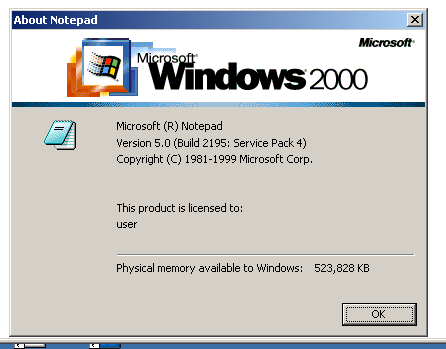 About Notepad
Microsoft
Microsoft
Windows 2000
Microsoft (R) Notepad
Version 5.0 (Build 2195: Service Pack 4)
Copyright (C) 1981-1999 Microsoft Corp.
This product is licensed to:
user
Physical memory available to Windows: 523,828 KB
OK